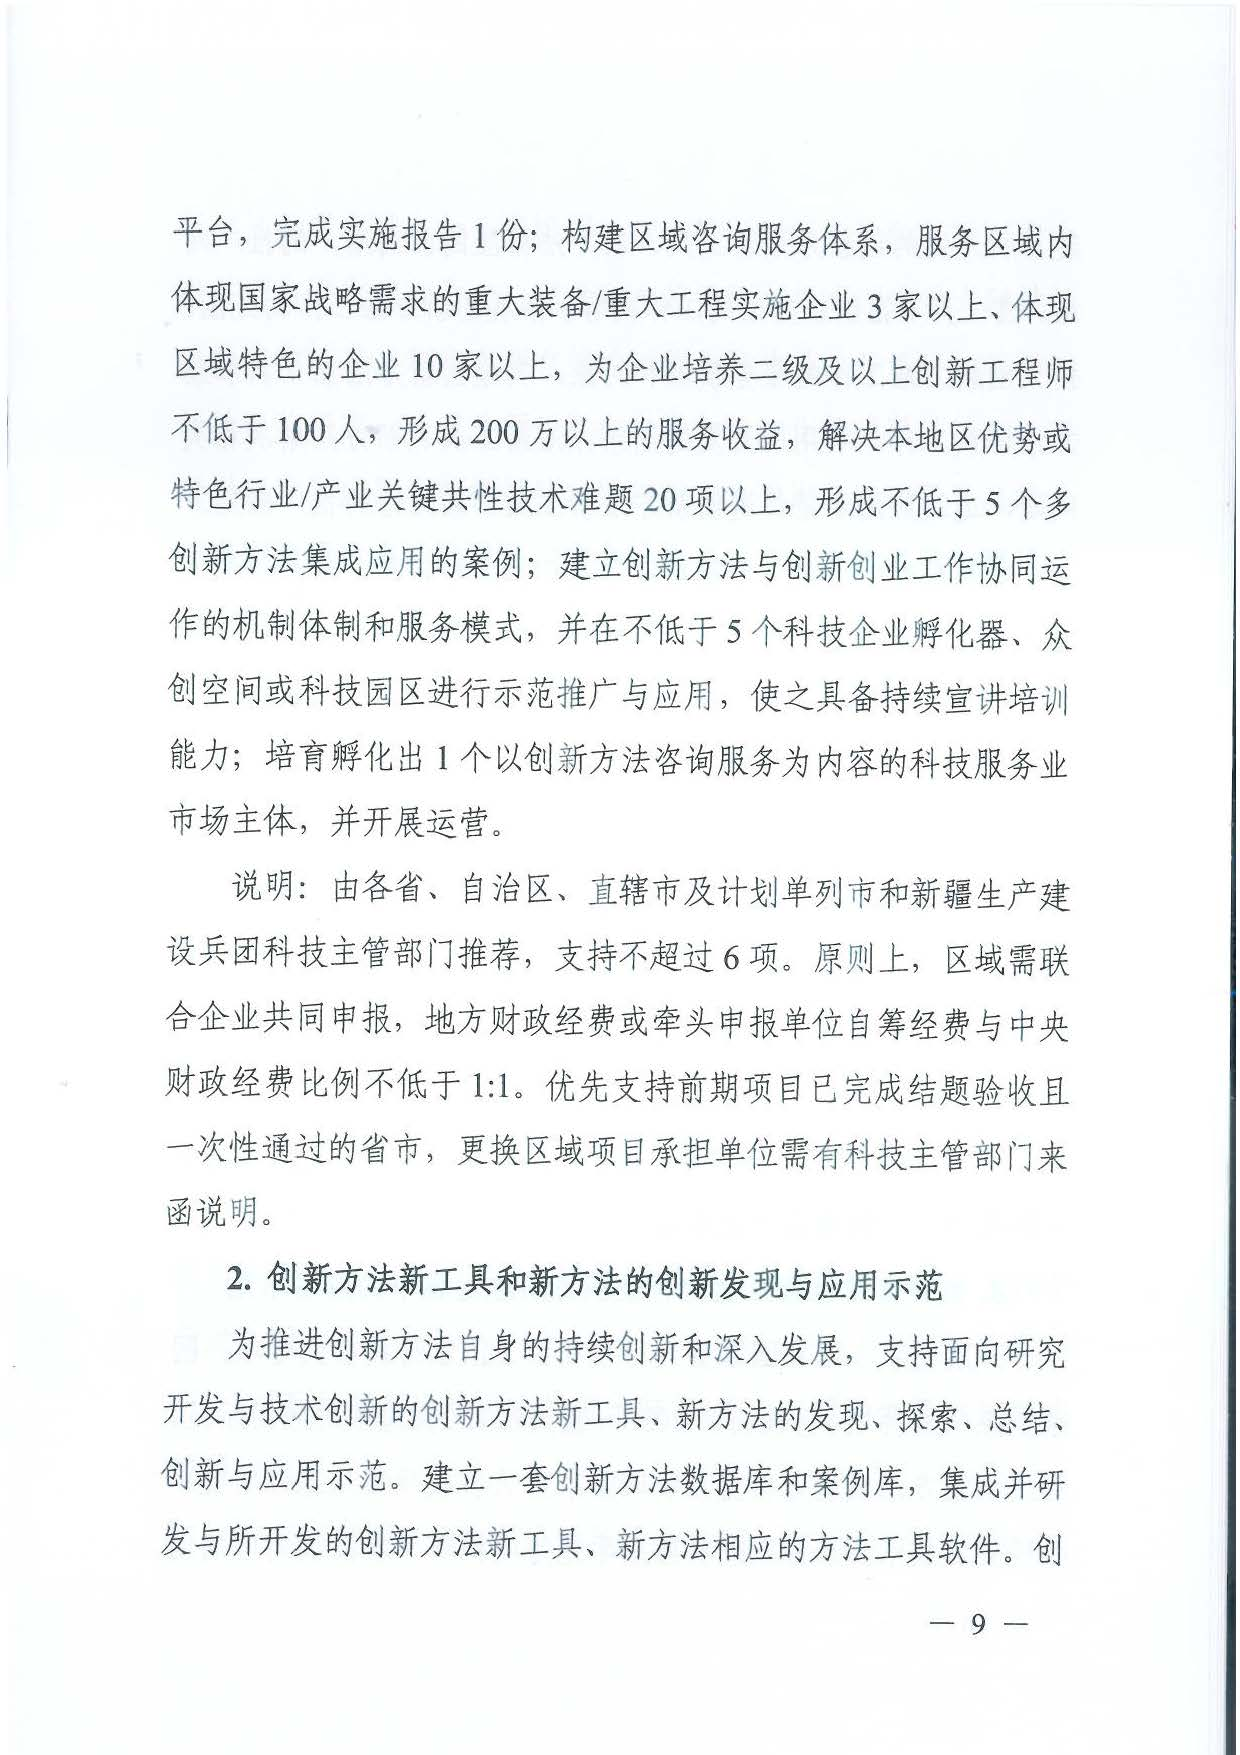 平台，完成实施报告 1 份；构建区域咨询服务体系，服务区域内
体现国家战略需求的重大装备/重大工程实施企业 3 家以上、体现
区域特色的企业 10 家以上，为企业培养二级及以上创新工程师
不低于 100 人，形成 200 万以上的服务收益，解决本地区优势或
特色行业/产业关键共性技术难题 20 项以上，形成不低于 5 个多
创新方法集成应用的案例；建立创新方法与创新创业工作协同运
作的机制体制和服务模式，并在不低于 5 个科技企业孵化器、众
创空间或科技园区进行示范推广与应用，使之具备持续宣讲培训
能力；培育孵化出 1 个以创新方法咨询服务为内容的科技服务业
市场主体，并开展运营。
说明：由各省、自治区、直辖市及计划单列市和新疆生产建
设兵团科技主管部门推荐，支持不超过 6 项。原则上，区域需联
合企业共同申报，地方财政经费或牵头申报单位自筹经费与中央
财政经费比例不低于 1:1。优先支持前期项目已完成结题验收且
一次性通过的省市，更换区域项目承担单位需有科技主管部门来
函说明。
2. 创新方法新工具和新方法的创新发现与应用示范
为推进创新方法自身的持续创新和深入发展，支持面向研究
开发与技术创新的创新方法新工具、新方法的发现、探索、总结、
创新与应用示范。建立一套创新方法数据库和案例库，集成并研
发与所开发的创新方法新工具、新方法相应的方法工具软件。创
— 9 —